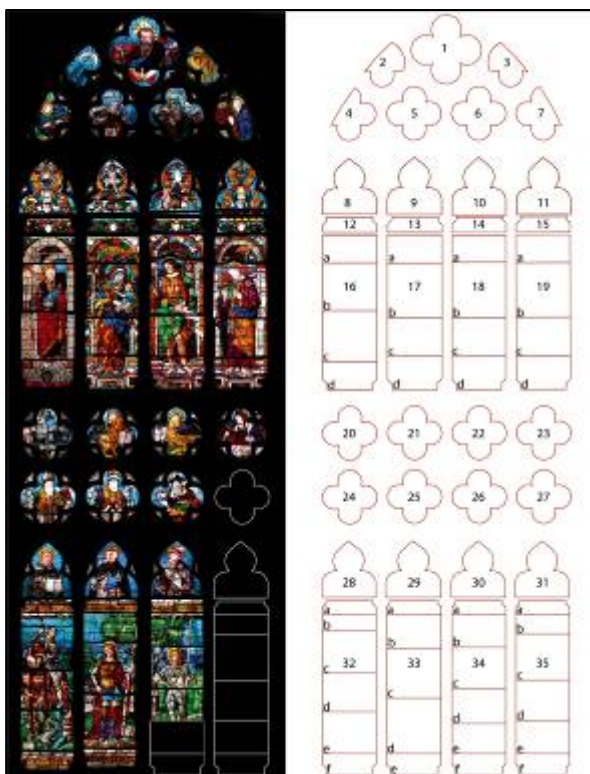 1
2 3
4 5 6 7
8 9 10 11
12 13 14 15
a a a a
16 17 18 19
b b b b
c c c c
d d d d
20 21 22 23
24 25 26 27
28 29 30 31
a a a a
b b b b
32 33 34 35
c c c c
d d d d
e e e e
f f f